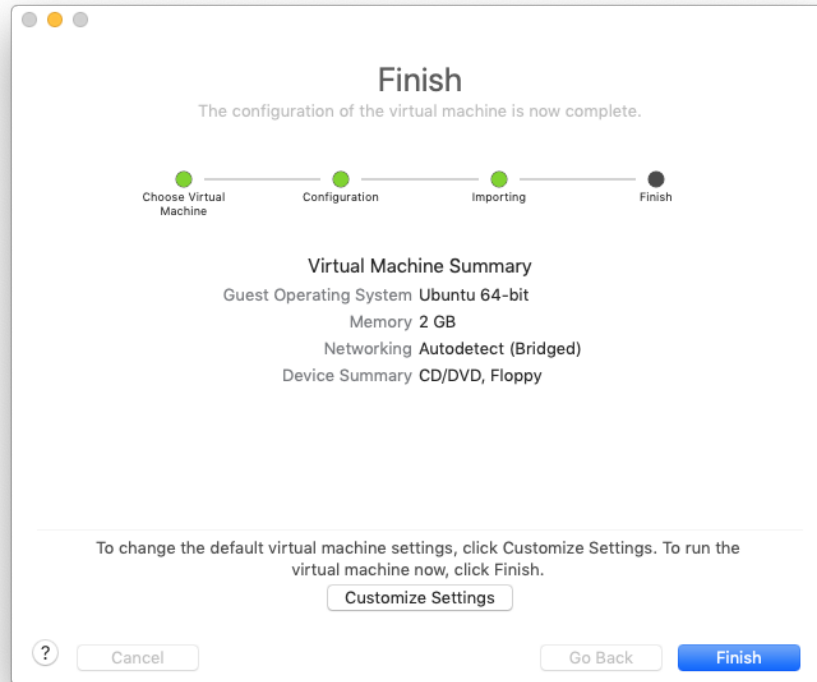 Finish
The configuration of the virtual machine is now complete.
Choose Virtual
Machine
Configuration
Importing
Finish
Virtual Machine Summary
Guest Operating System Ubuntu 64-bit
Memory 2 GB
Networking Autodetect (Bridged)
Device Summary CD/DVD, Floppy
To change the default virtual machine settings, click Customize Settings. To run the
virtual machine now, click Finish.
Customize Settings
? Cancel Go Back Finish